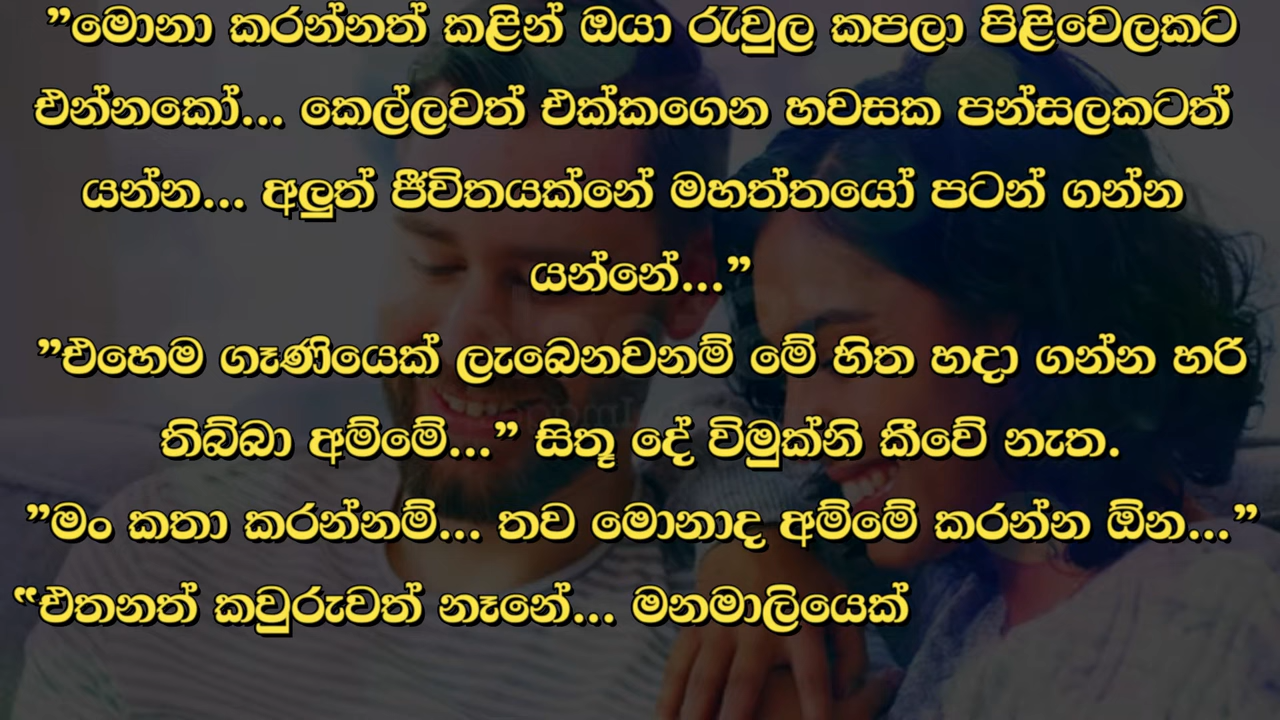 ”මොනා කරන්නත් කළින් ඔයා රැවුල කපලා පිළිවෙලකට
එන්නකෝ... කෙල්ලවත් එක්කගෙන හවසක පන්සලකටත්
යන්න... අලුත් ජීවිතයක්නේ මහත්තයෝ පටන් ගන්න
යන්නේ...”
”එහෙම ගෑණියෙක් ලැබෙනවනම් මේ හිත හදා ගන්න හරි
තිබ්බා අම්මේ...” සිතූ දේ විමුක්නි කීවේ නැත.
”මං කතා කරන්නම්... තව මොනාද අම්මේ කරන්න ඕන...”
“එතනත් කවුරුවත් නෑනේ... මනමාලියෙක්